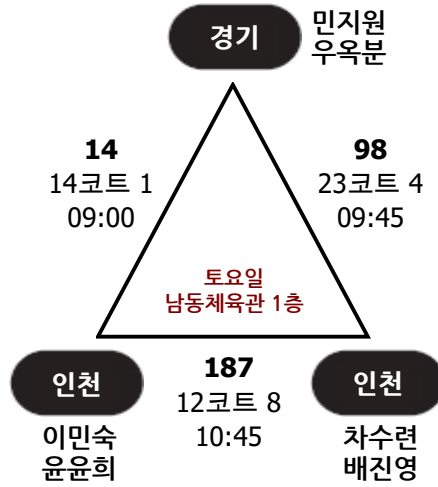 경기
민지원
우옥분
14
14코트 1
09:00
98
23코트 4
09:45
토요일
남동체육관 1층
인천
이민숙
윤윤희
187
12코트 8
10:45
인천
차수련
배진영